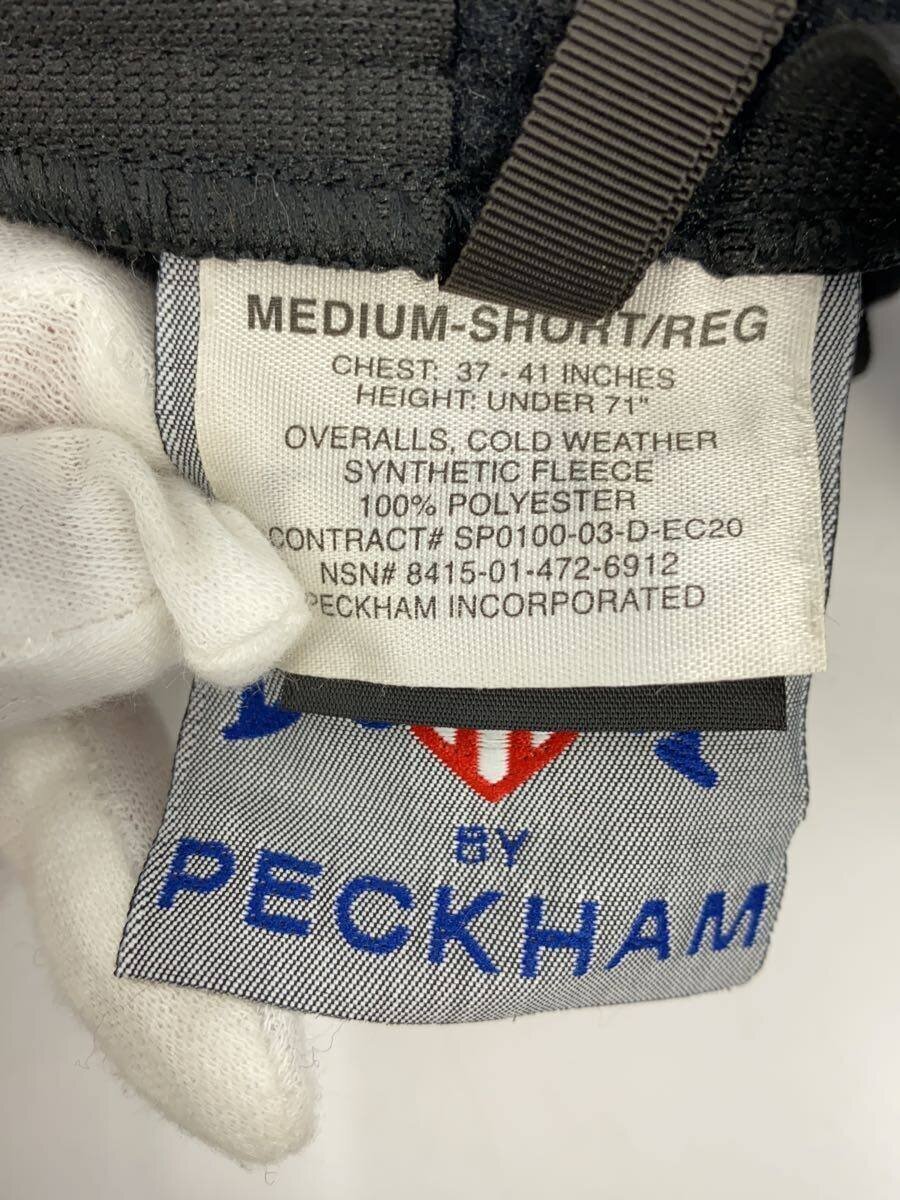 MEDIUM-SHORT/REG
CHEST: 37 - 41 INCHES
HEIGHT: UNDER 71"
OVERALLS, COLD WEATHER
SYNTHETIC FLEECE
100% POLYESTER
CONTRACT# SP0100-03-D-EC20
NSN# 8415-01-472-6912
PECKHAM INCORPORATED
BY
PECKHAM